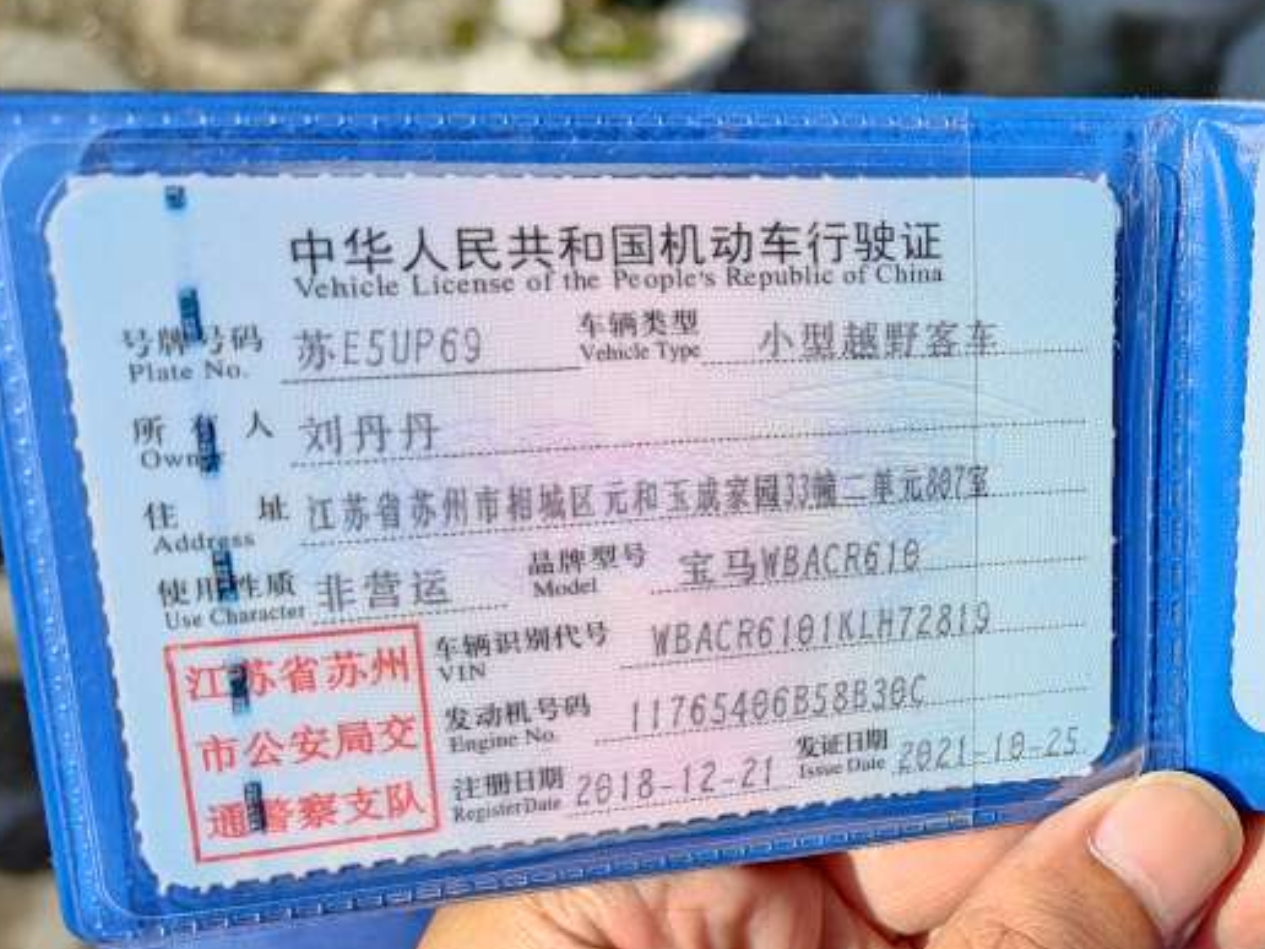 中华人民共和国机动车行驶证
Vehicle License of the People's Republic of China
号牌号码 苏E5UP69 车辆类型 小型越野客车
Plate No. Vehicle Type
所有人 刘丹丹
Owner
住址 江苏省苏州市相城区元和玉成家园33幢二单元807室
Address
使用性质 非营运 品牌型号 宝马WBACR610
Use Character Model
车辆识别代号 WBACR6101KLH72819
VIN
发动机号码 11765406B58B30C
Engine No.
注册日期 2018-12-21 发证日期 2021-10-25
Register Date Issue Date
江苏省苏州
市公安局交
通警察支队